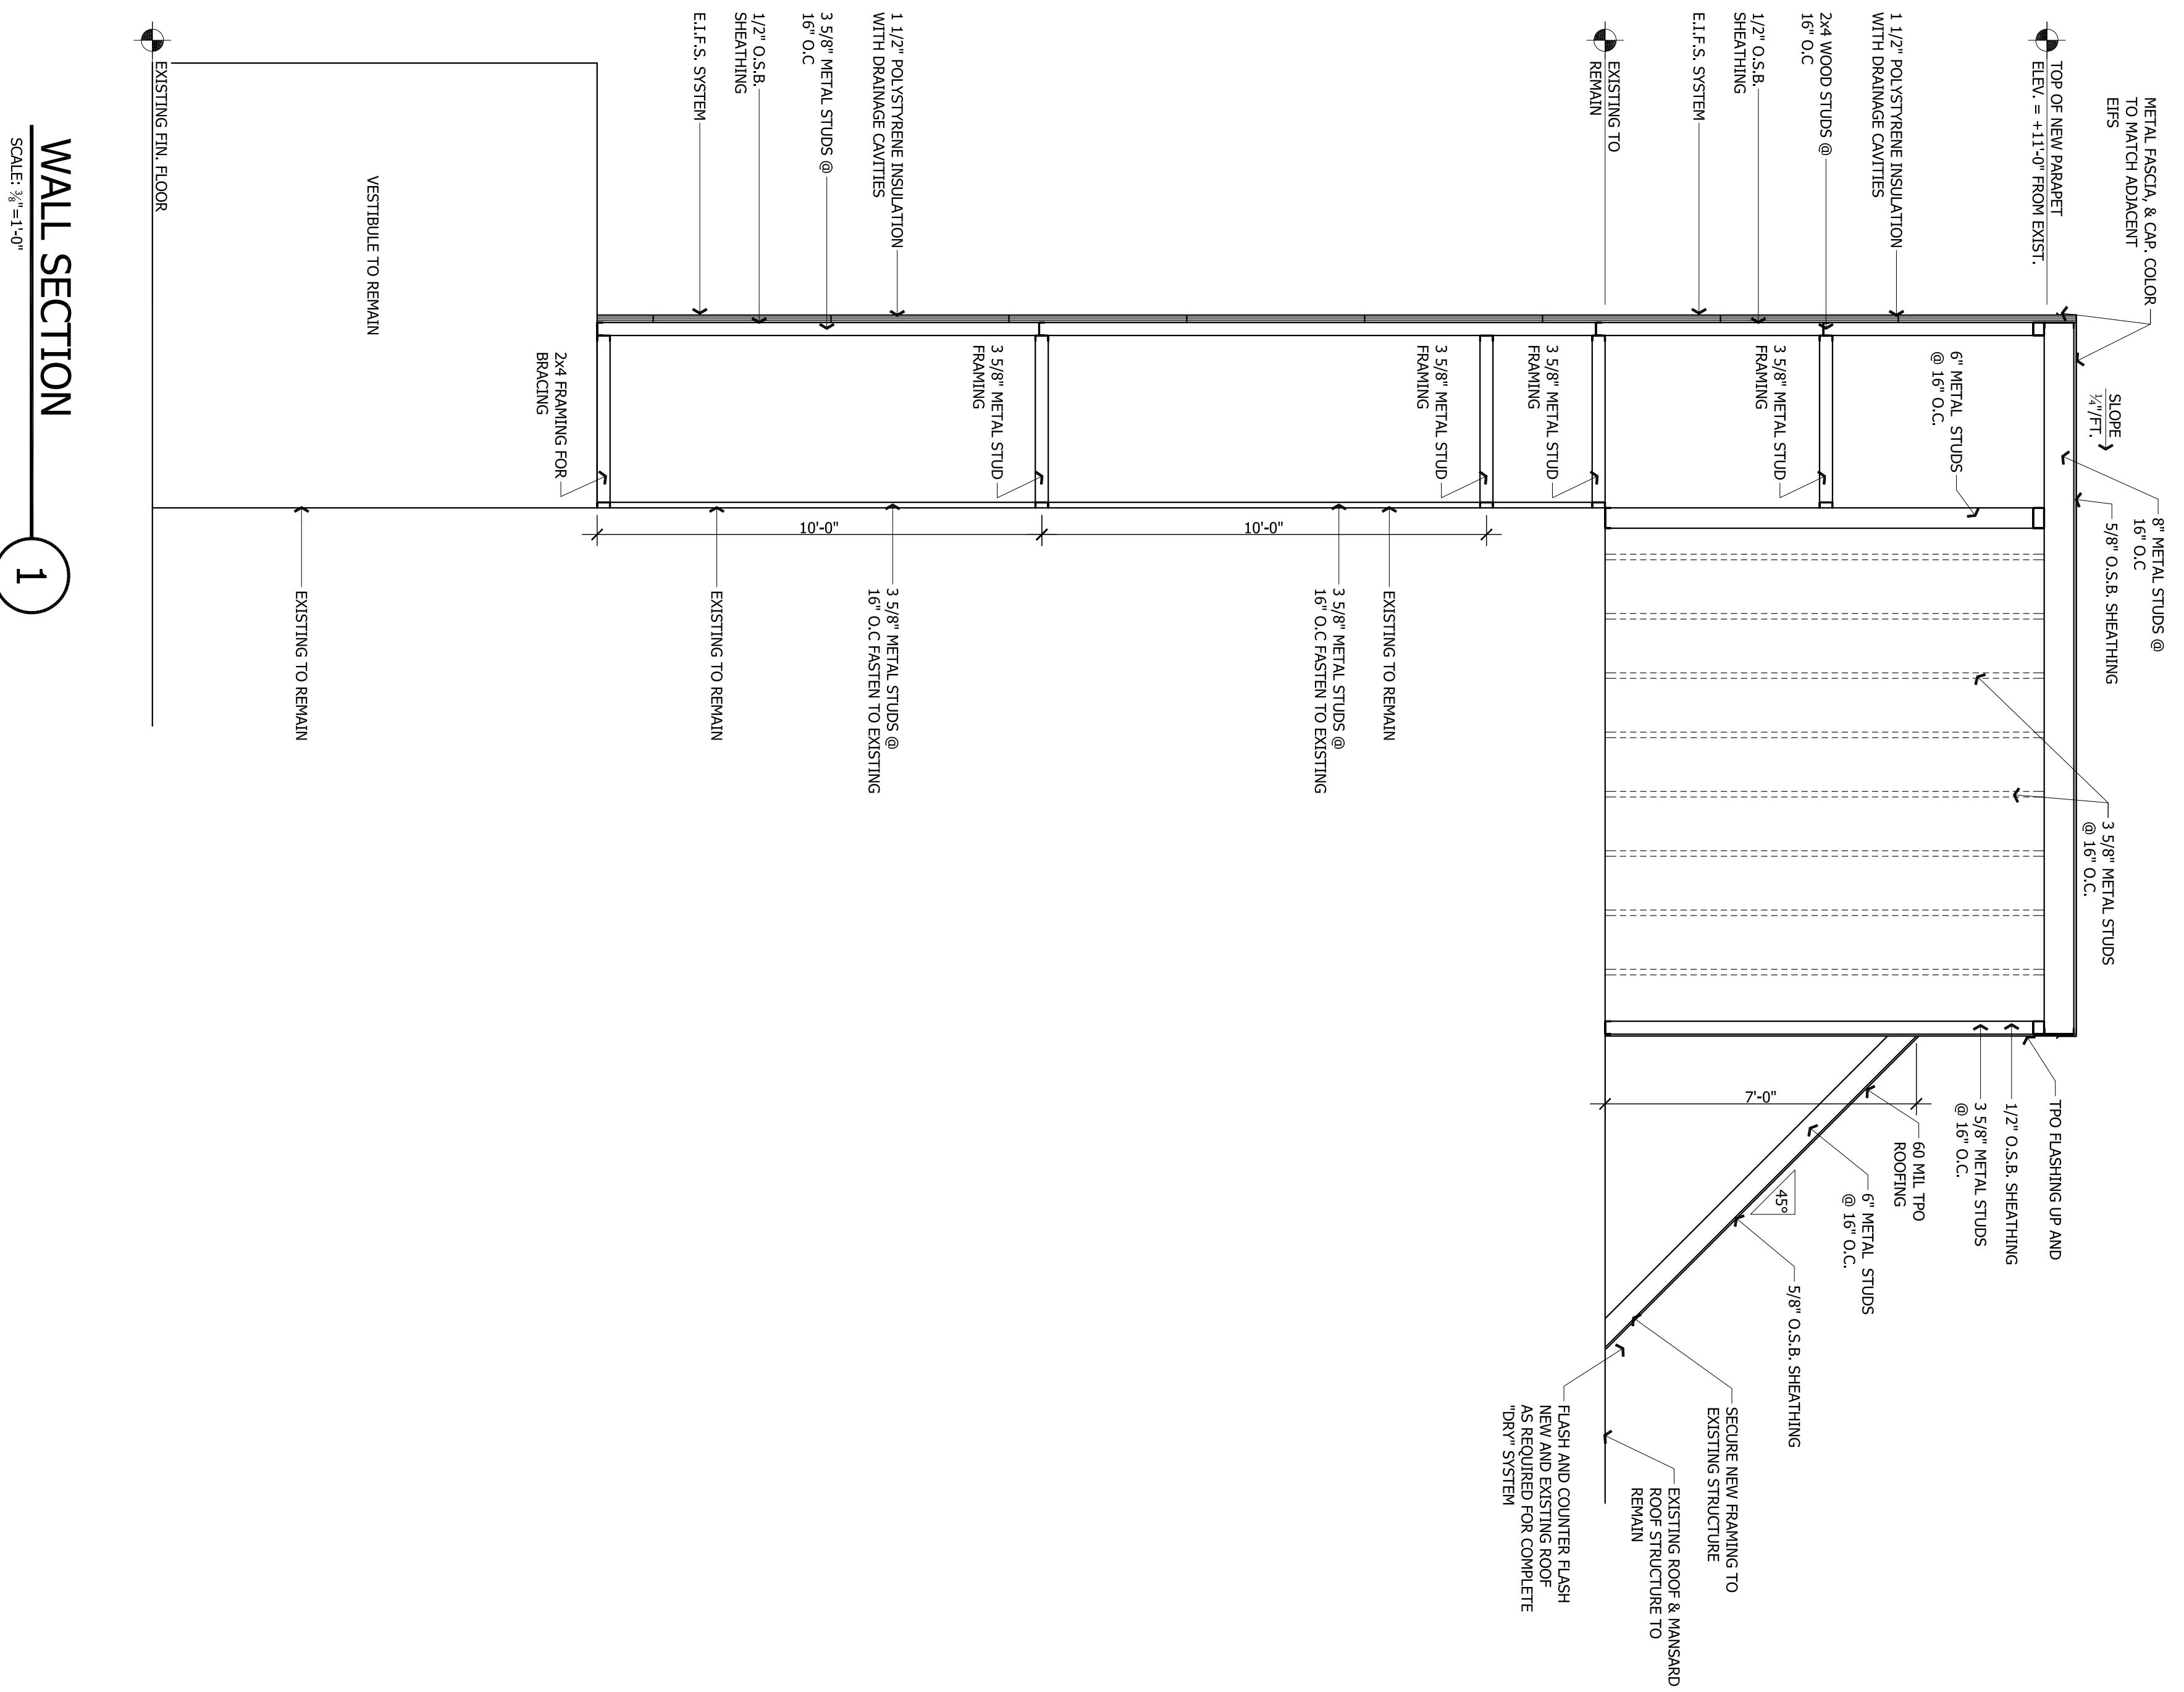 METAL FASCIA, & CAP. COLOR
TO MATCH ADJACENT
EIFS
TOP OF NEW PARAPET
ELEV. = +11'-0" FROM EXIST.
1 1/2" POLYSTYRENE INSULATION
WITH DRAINAGE CAVITIES
2x4 WOOD STUDS @
16" O.C
1/2" O.S.B.
SHEATHING
E.I.F.S. SYSTEM
EXISTING TO
REMAIN
1 1/2" POLYSTYRENE INSULATION
WITH DRAINAGE CAVITIES
3 5/8" METAL STUDS @
16" O.C
1/2" O.S.B.
SHEATHING
E.I.F.S. SYSTEM
VESTIBULE TO REMAIN
EXISTING FIN. FLOOR
SLOPE
1/4"/FT.
6" METAL STUDS
@ 16" O.C.
3 5/8" METAL STUD
FRAMING
3 5/8" METAL STUD
FRAMING
3 5/8" METAL STUD
FRAMING
3 5/8" METAL STUD
FRAMING
2x4 FRAMING FOR
BRACING
8" METAL STUDS @
16" O.C
5/8" O.S.B. SHEATHING
10'-0"
10'-0"
EXISTING TO REMAIN
3 5/8" METAL STUDS @
16" O.C FASTEN TO EXISTING
3 5/8" METAL STUDS @
16" O.C FASTEN TO EXISTING
EXISTING TO REMAIN
EXISTING TO REMAIN
3 5/8" METAL STUDS
@ 16" O.C.
TPO FLASHING UP AND
1/2" O.S.B. SHEATHING
3 5/8" METAL STUDS
@ 16" O.C.
60 MIL TPO
ROOFING
6" METAL STUDS
@ 16" O.C.
7'-0"
45°
5/8" O.S.B. SHEATHING
SECURE NEW FRAMING TO
EXISTING STRUCTURE
EXISTING ROOF & MANSARD
ROOF STRUCTURE TO
REMAIN
FLASH AND COUNTER FLASH
NEW AND EXISTING ROOF
AS REQUIRED FOR COMPLETE
"DRY" SYSTEM
WALL SECTION
SCALE: 3/8"=1'-0"
1